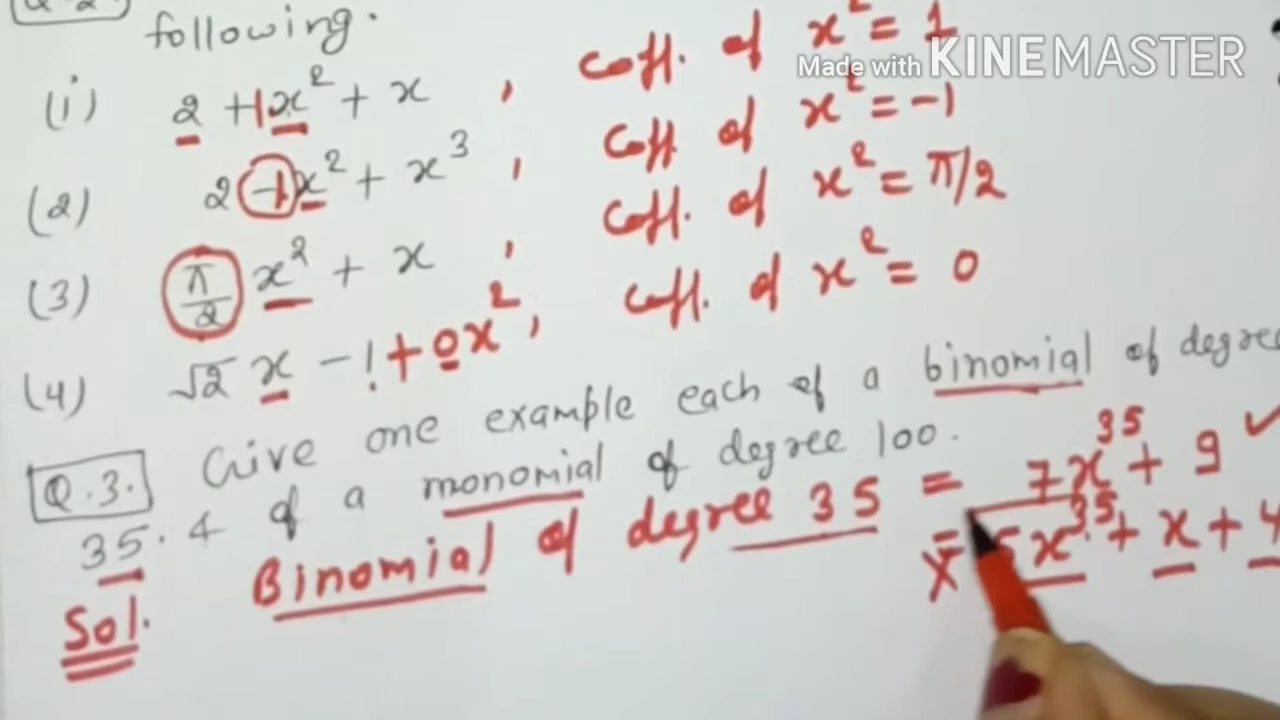 following.
(i) 2 + 1x² + x , coff. of x² = 1
Made with KINEMASTER
(2) 2 - 1x² + x³ , coff. of x² = -1
(3) π/2 x² + x , coff. of x² = π/2
(4) √2 x - 1 + 0x² , coff. of x² = 0
Q.3. Give one example each of a binomial of degree
35. & of a monomial of degree 100.
Sol. Binomial of degree 35 = 7x³⁵ + 9 ✓
x³⁵ + x + 4